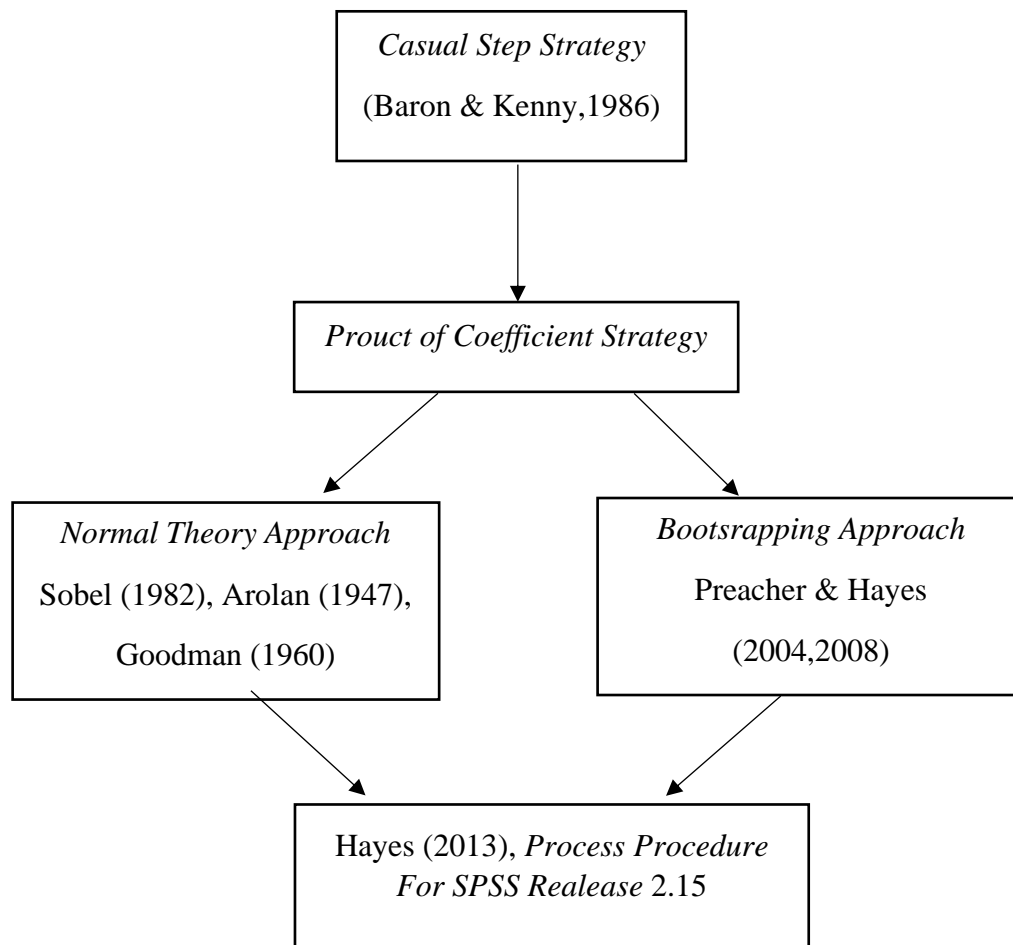 Casual Step Strategy
(Baron & Kenny,1986)
Prouct of Coefficient Strategy
Normal Theory Approach
Sobel (1982), Arolan (1947),
Goodman (1960)
Bootsrapping Approach
Preacher & Hayes
(2004,2008)
Hayes (2013), Process Procedure
For SPSS Realease 2.15